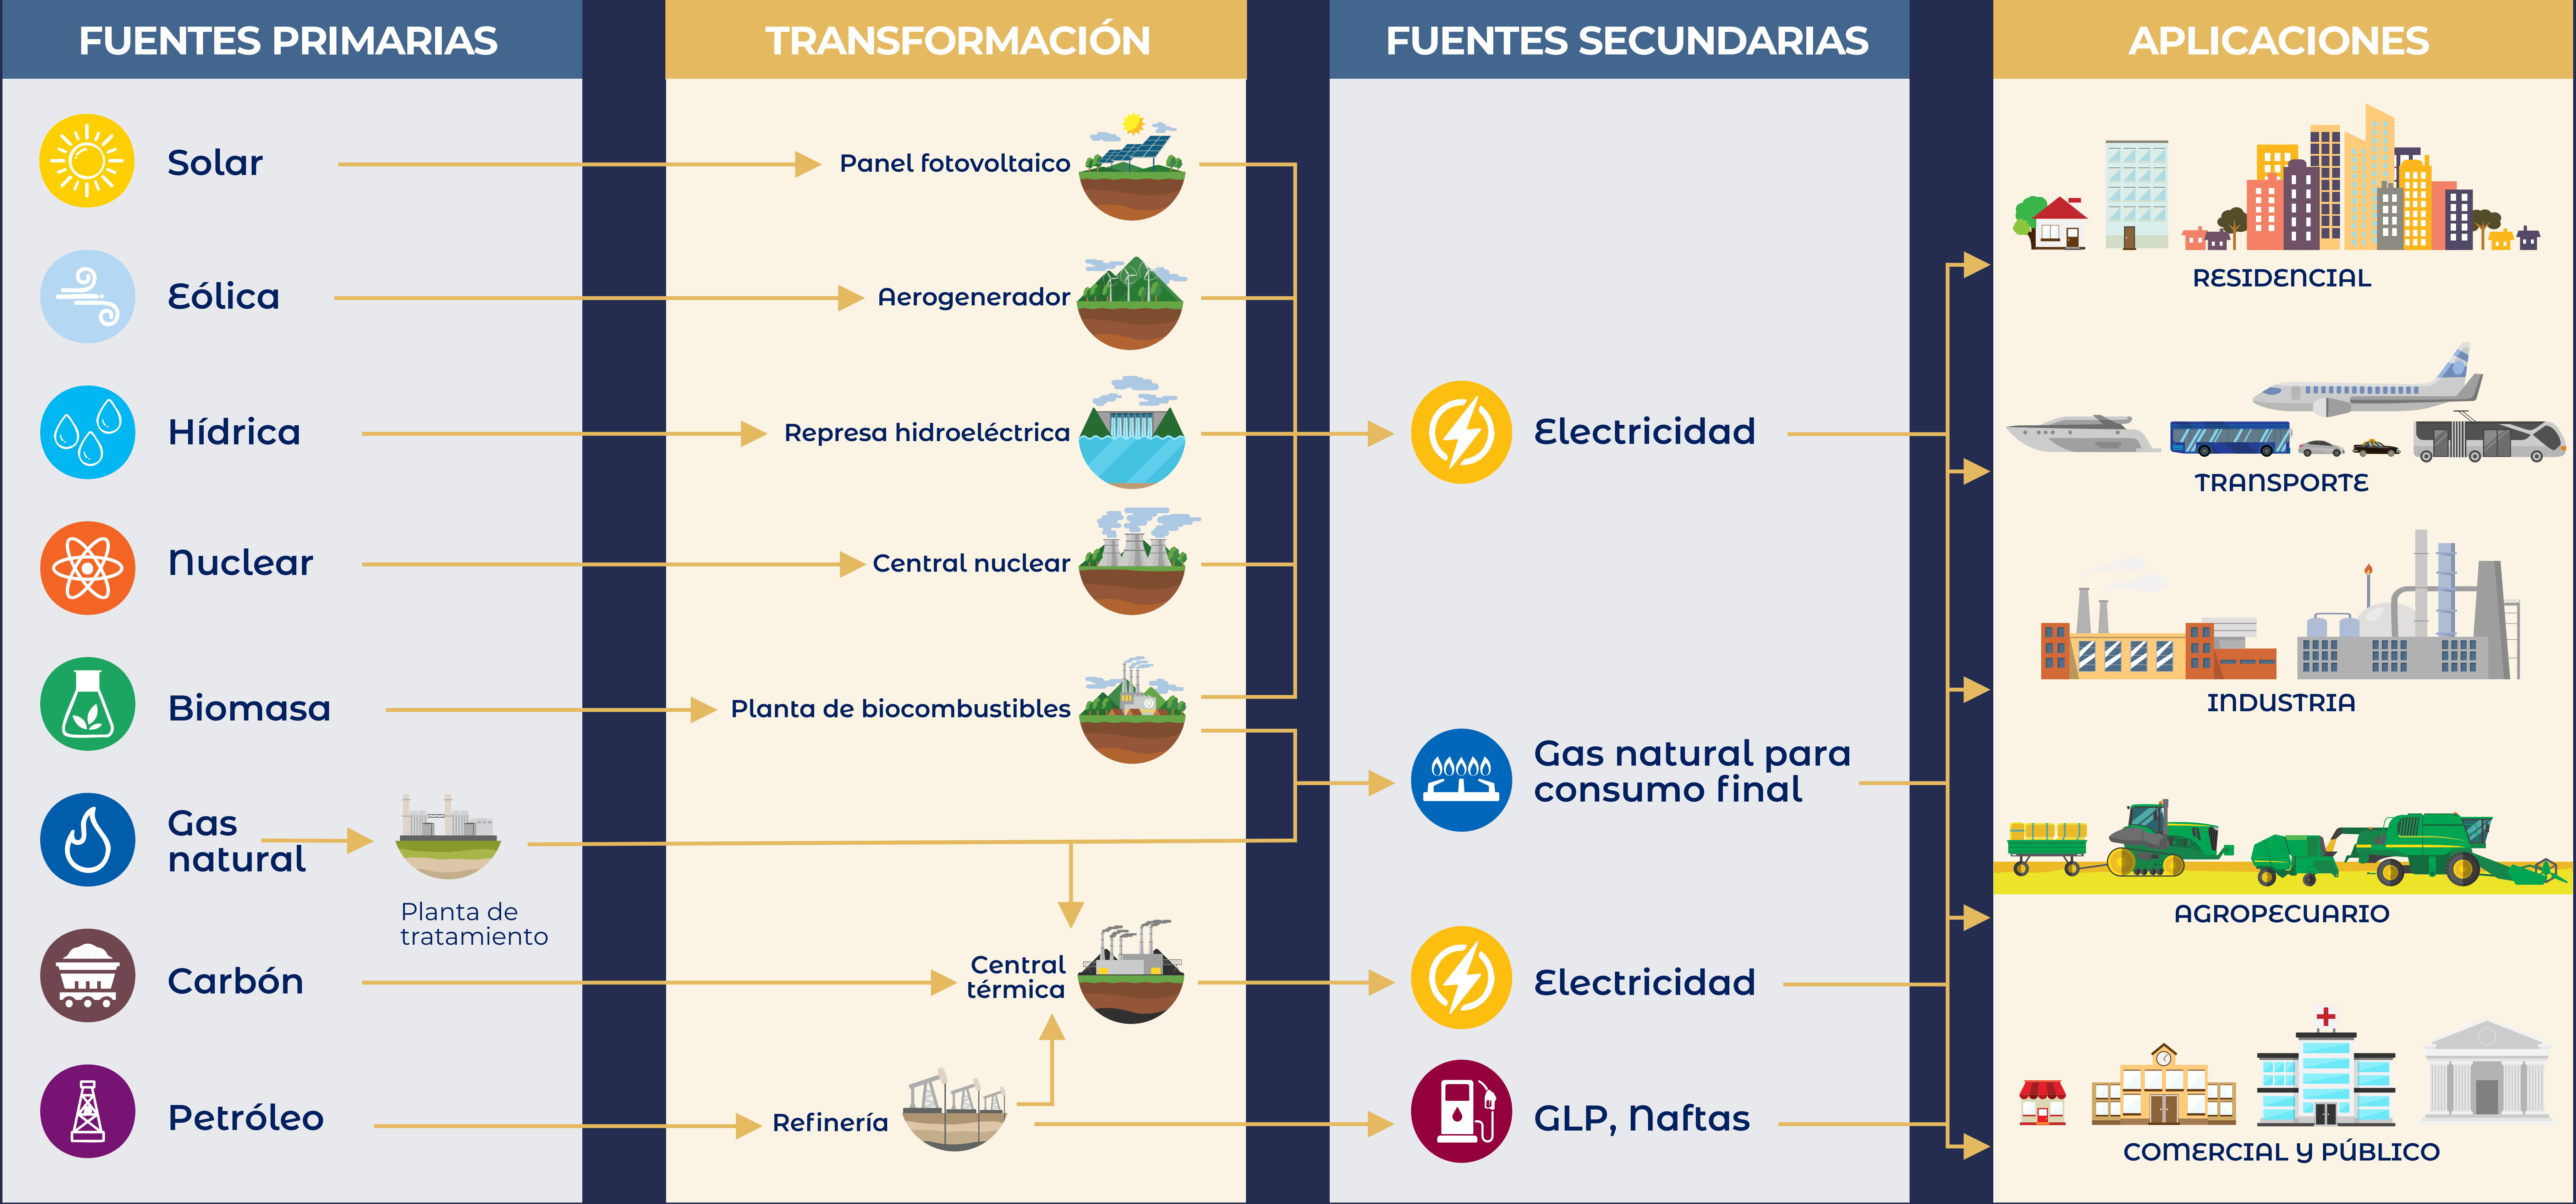 FUENTES PRIMARIAS
Solar
Eólica
Hídrica
Nuclear
Biomasa
Gas
natural
Planta de
tratamiento
Carbón
Petróleo
TRANSFORMACIÓN
Panel fotovoltaico
Aerogenerador
Represa hidroeléctrica
Central nuclear
Planta de biocombustibles
Central
térmica
Refinería
FUENTES SECUNDARIAS
Electricidad
Gas natural para
consumo final
Electricidad
GLP, Naftas
APLICACIONES
RESIDENCIAL
TRANSPORTE
INDUSTRIA
AGROPECUARIO
COMERCIAL y PÚBLICO